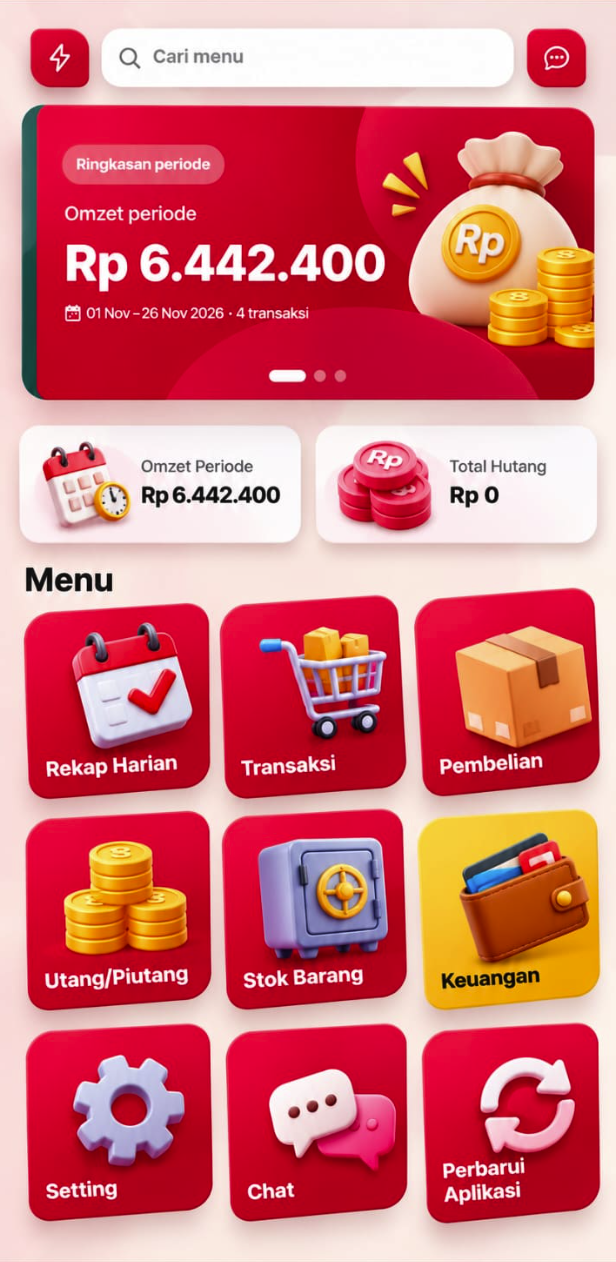 Cari menu
Ringkasan periode
Omzet periode
Rp 6.442.400
01 Nov – 26 Nov 2026 • 4 transaksi
Rp
Omzet Periode
Rp 6.442.400
Rp
Total Hutang
Rp 0
Menu
Rekap Harian
Transaksi
Pembelian
Utang/Piutang
Stok Barang
Keuangan
Setting
Chat
Perbarui
Aplikasi